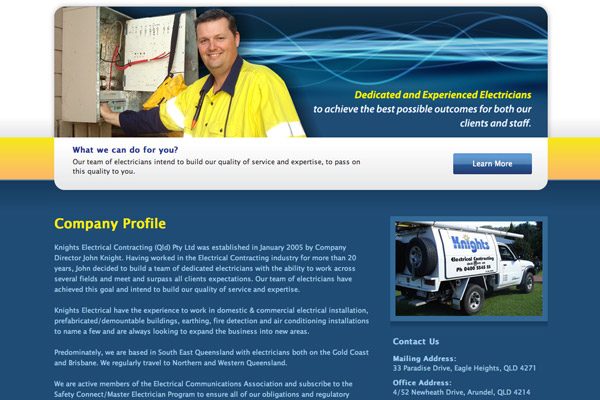 Dedicated and Experienced Electricians
to achieve the best possible outcomes for both our
clients and staff.
What we can do for you?
Our team of electricians intend to build our quality of service and expertise, to pass on
this quality to you.
Learn More
Company Profile
Knights Electrical Contracting (Qld) Pty Ltd was established in January 2005 by Company
Director John Knight. Having worked in the Electrical Contracting industry for more than 20
years, John decided to build a team of dedicated electricians with the ability to work across
several fields and meet and surpass all clients expectations. Our team of electricians have
achieved this goal and intend to build our quality of service and expertise.
Knights Electrical have the experience to work in domestic & commercial electrical installation,
prefabricated/demountable buildings, earthing, fire detection and air conditioning installations
to name a few and are always looking to expand the business into new areas.
Predominately, we are based in South East Queensland with electricians both on the Gold Coast
and Brisbane. We regularly travel to Northern and Western Queensland.
We are active members of the Electrical Communications Association and subscribe to the
Safety Connect/Master Electrician Program to ensure all of our obligations and regulatory
Knights
Electrical Contracting
Contact Us
Mailing Address:
33 Paradise Drive, Eagle Heights, QLD 4271
Office Address:
4/52 Newheath Drive, Arundel, QLD 4214